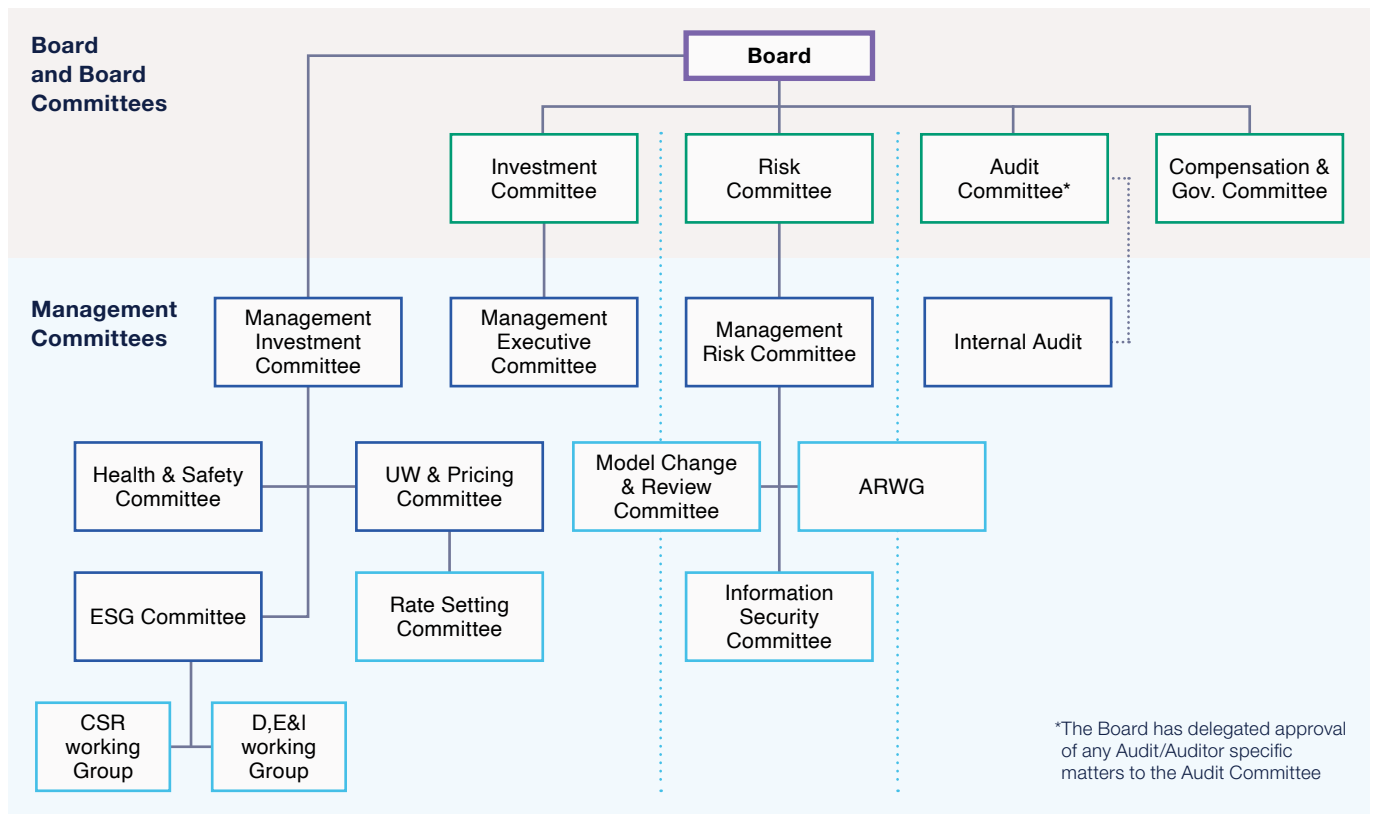 Board
and Board
Committees
Board
Investment
Committee
Risk
Committee
Audit
Committee*
Compensation &
Gov. Committee
Management
Committees
Management
Investment
Committee
Management
Executive
Committee
Management
Risk Committee
Internal Audit
Health & Safety
Committee
UW & Pricing
Committee
Model Change
& Review
Committee
ARWG
ESG Committee
Rate Setting
Committee
Information
Security
Committee
CSR
working
Group
D,E&I
working
Group
*The Board has delegated approval
of any Audit/Auditor specific
matters to the Audit Committee